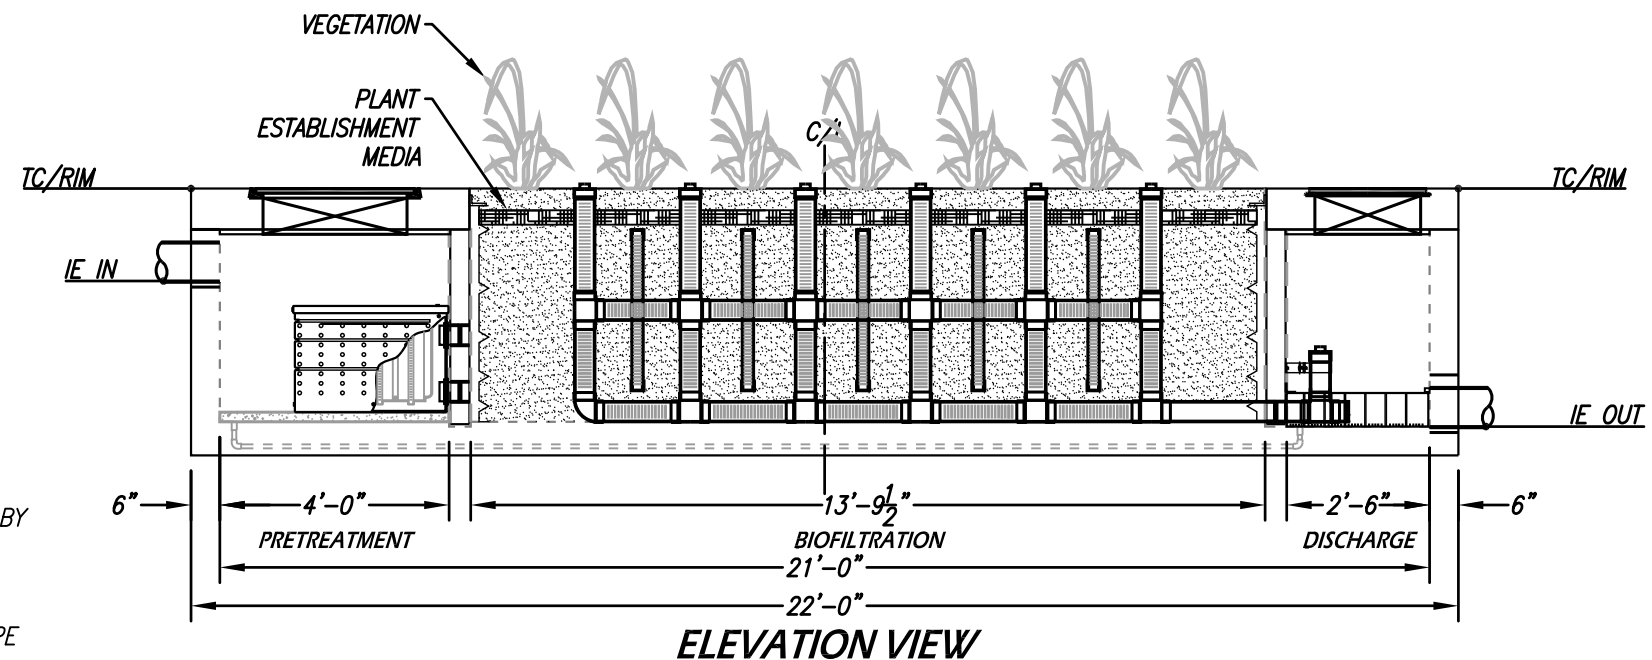 VEGETATION
PLANT
ESTABLISHMENT
MEDIA
C/L
TC/RIM
TC/RIM
IE IN
IE OUT
6"
4'-0"
13'-9 1/2"
2'-6"
6"
BY
PRETREATMENT
BIOFILTRATION
DISCHARGE
21'-0"
22'-0"
PE
ELEVATION VIEW